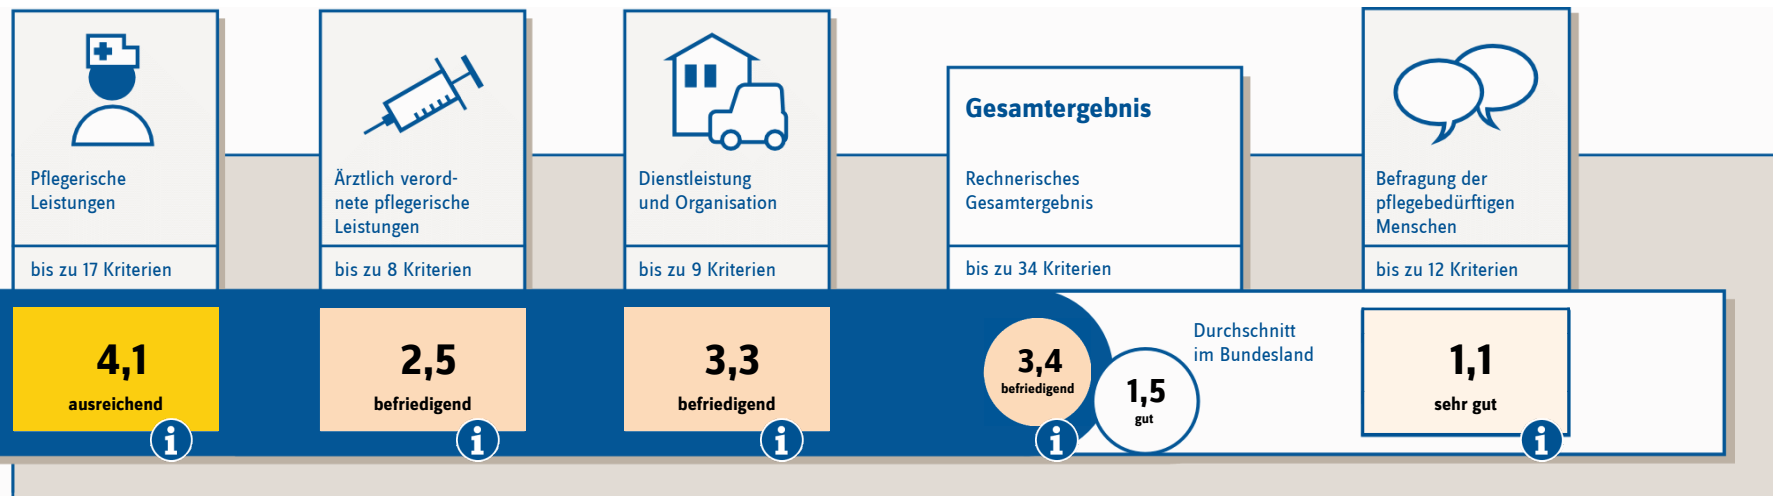 Pflegerische
Leistungen
bis zu 17 Kriterien
4,1
ausreichend
i
Ärztlich verord-
nete pflegerische
Leistungen
bis zu 8 Kriterien
2,5
befriedigend
i
Dienstleistung
und Organisation
bis zu 9 Kriterien
3,3
befriedigend
i
Gesamtergebnis
Rechnerisches
Gesamtergebnis
bis zu 34 Kriterien
3,4
befriedigend
i
1,5
gut
Durchschnitt
im Bundesland
Befragung der
pflegebedürftigen
Menschen
bis zu 12 Kriterien
1,1
sehr gut
i